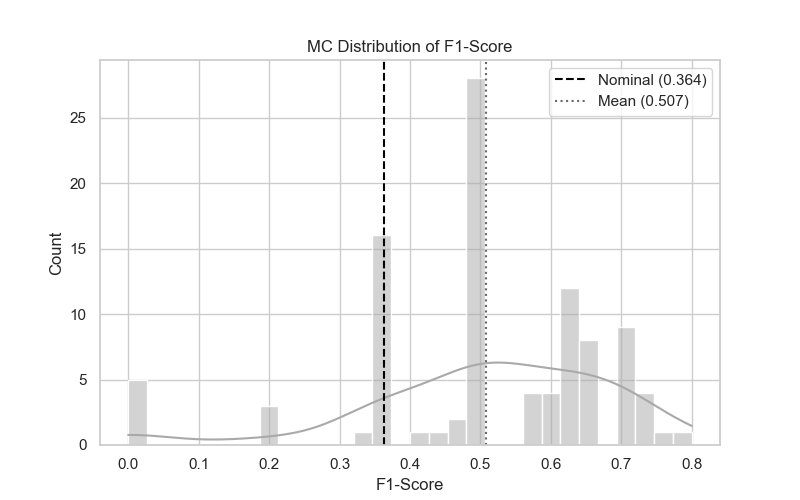 MC Distribution of F1-Score
Nominal (0.364)
Mean (0.507)
Count
25
20
15
10
5
0
0.0 0.1 0.2 0.3 0.4 0.5 0.6 0.7 0.8
F1-Score